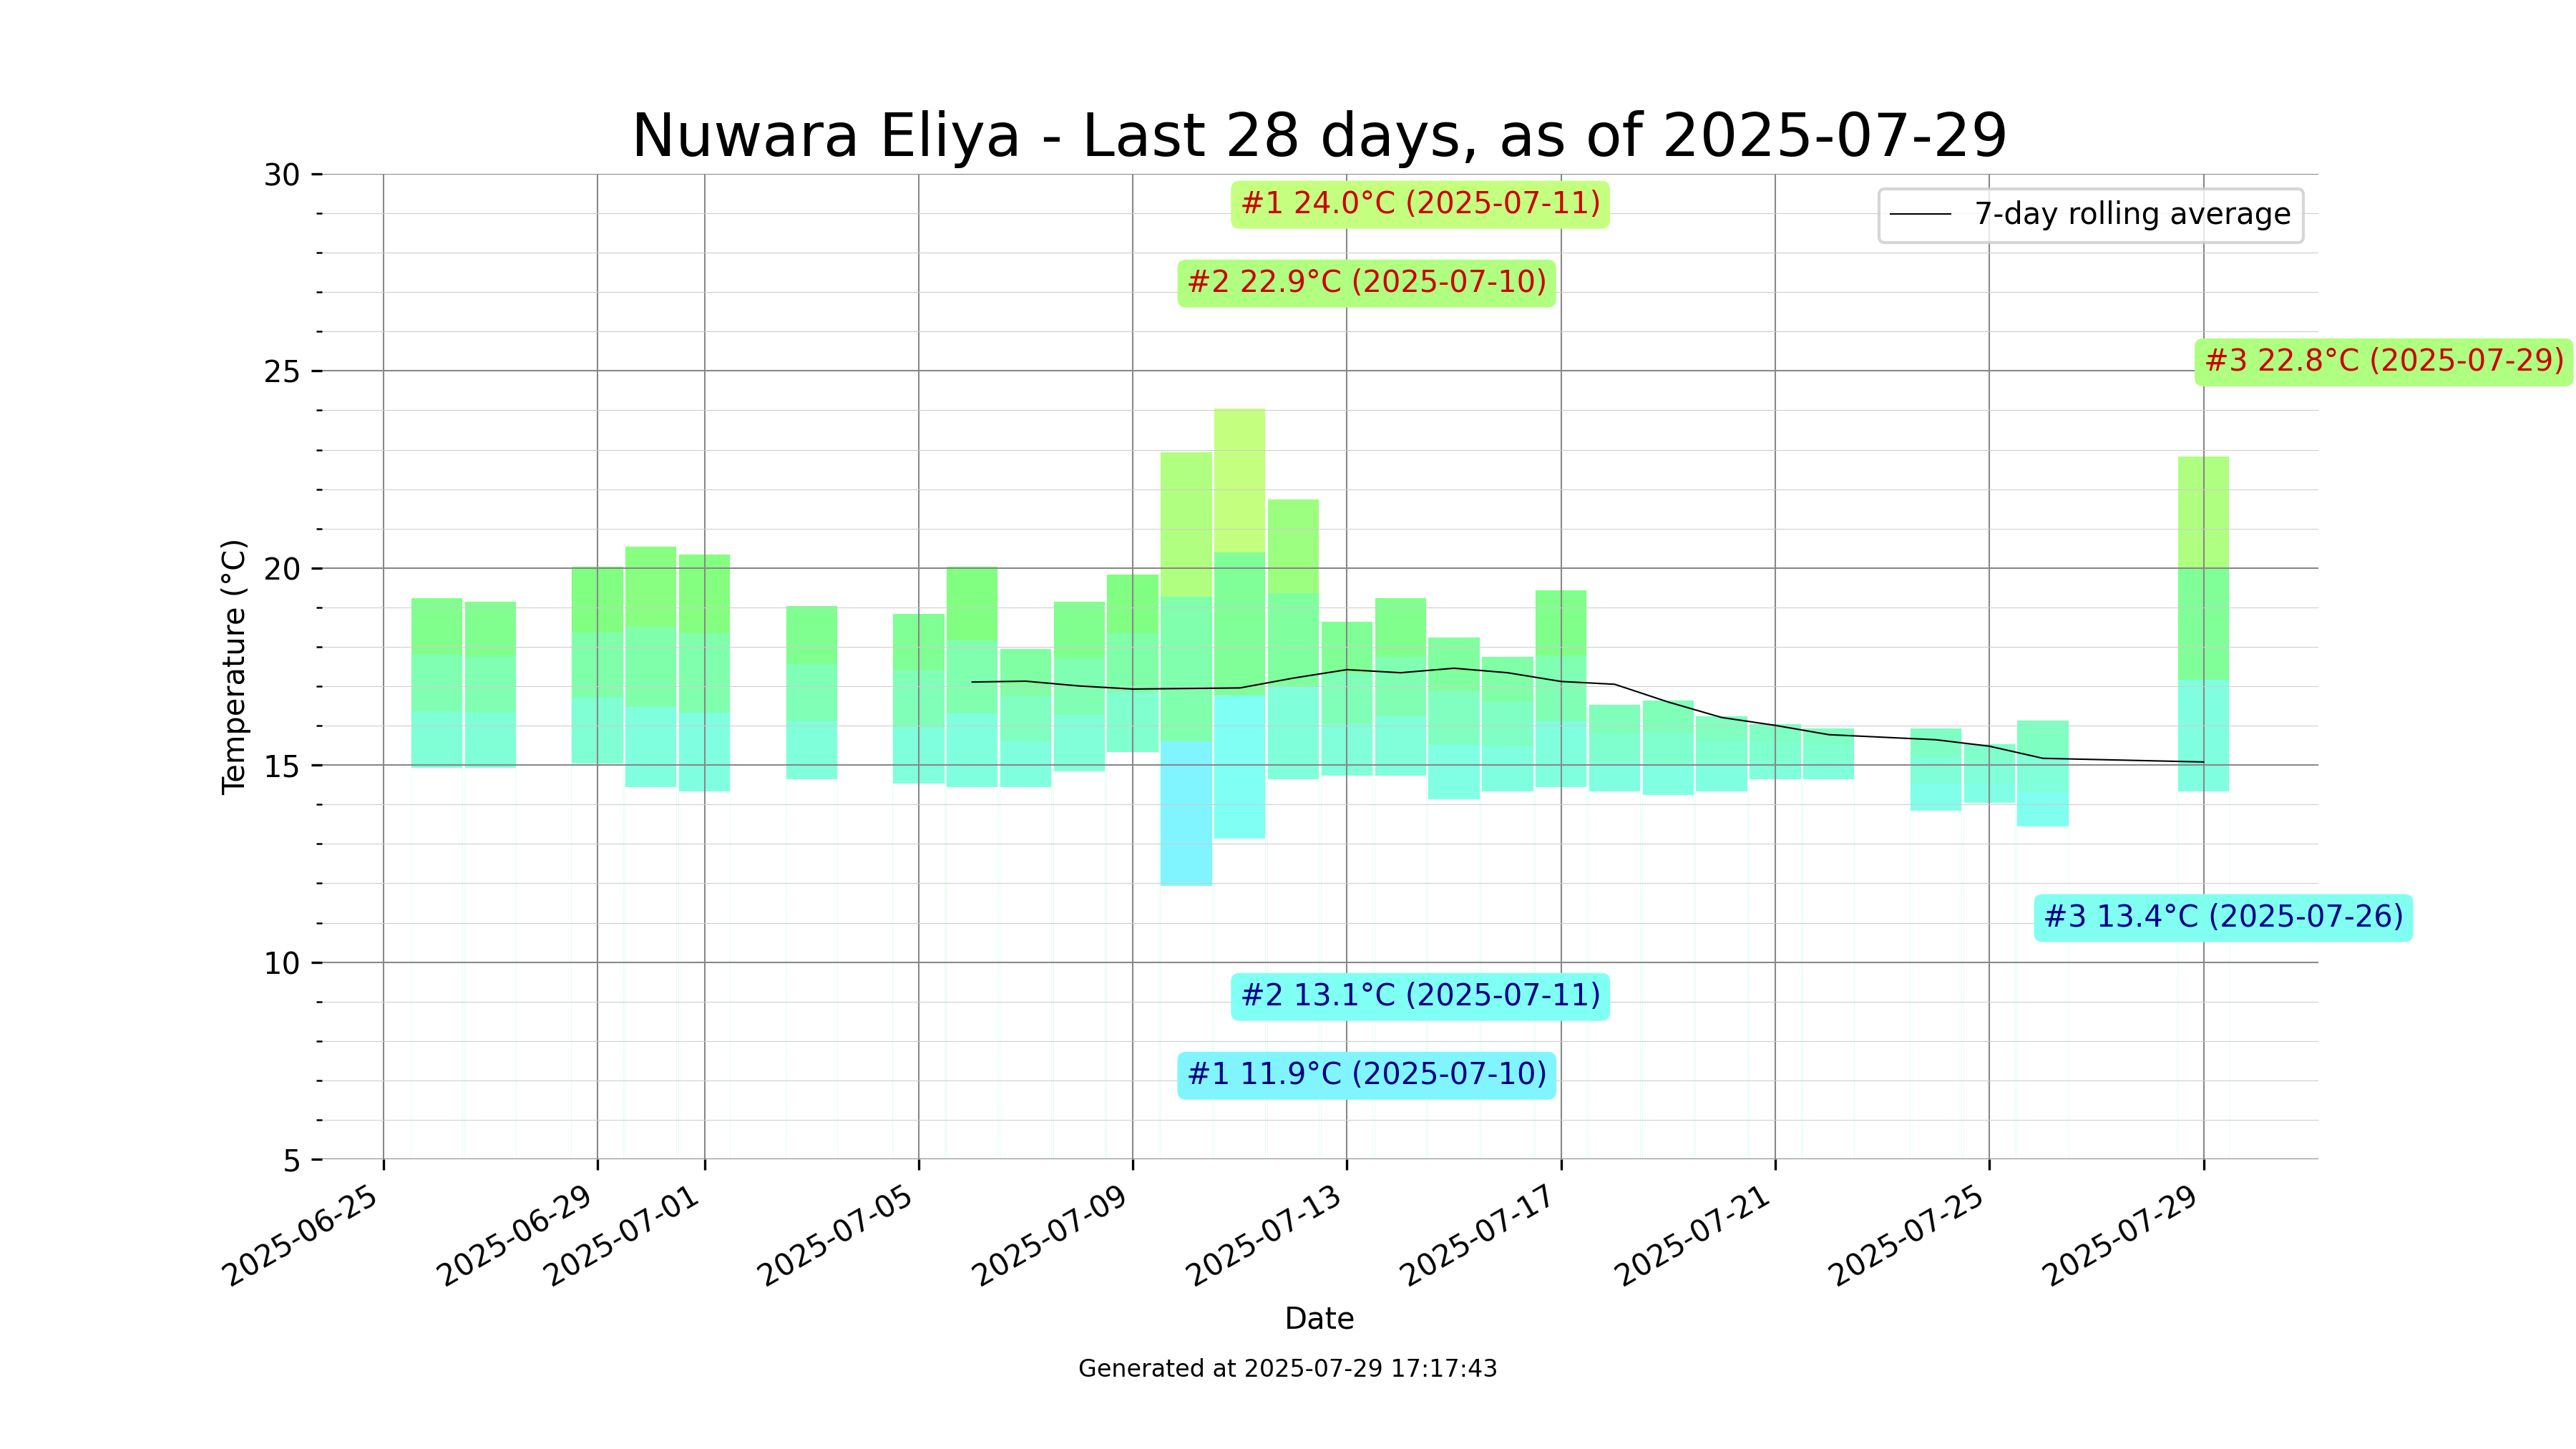 Nuwara Eliya - Last 28 days, as of 2025-07-29
30
25
20
15
10
5
Temperature (°C)
#1 24.0°C (2025-07-11)
7-day rolling average
#2 22.9°C (2025-07-10)
#3 22.8°C (2025-07-29)
#3 13.4°C (2025-07-26)
#2 13.1°C (2025-07-11)
#1 11.9°C (2025-07-10)
2025-06-25
2025-06-29
2025-07-01
2025-07-05
2025-07-09
2025-07-13
2025-07-17
2025-07-21
2025-07-25
2025-07-29
Date
Generated at 2025-07-29 17:17:43